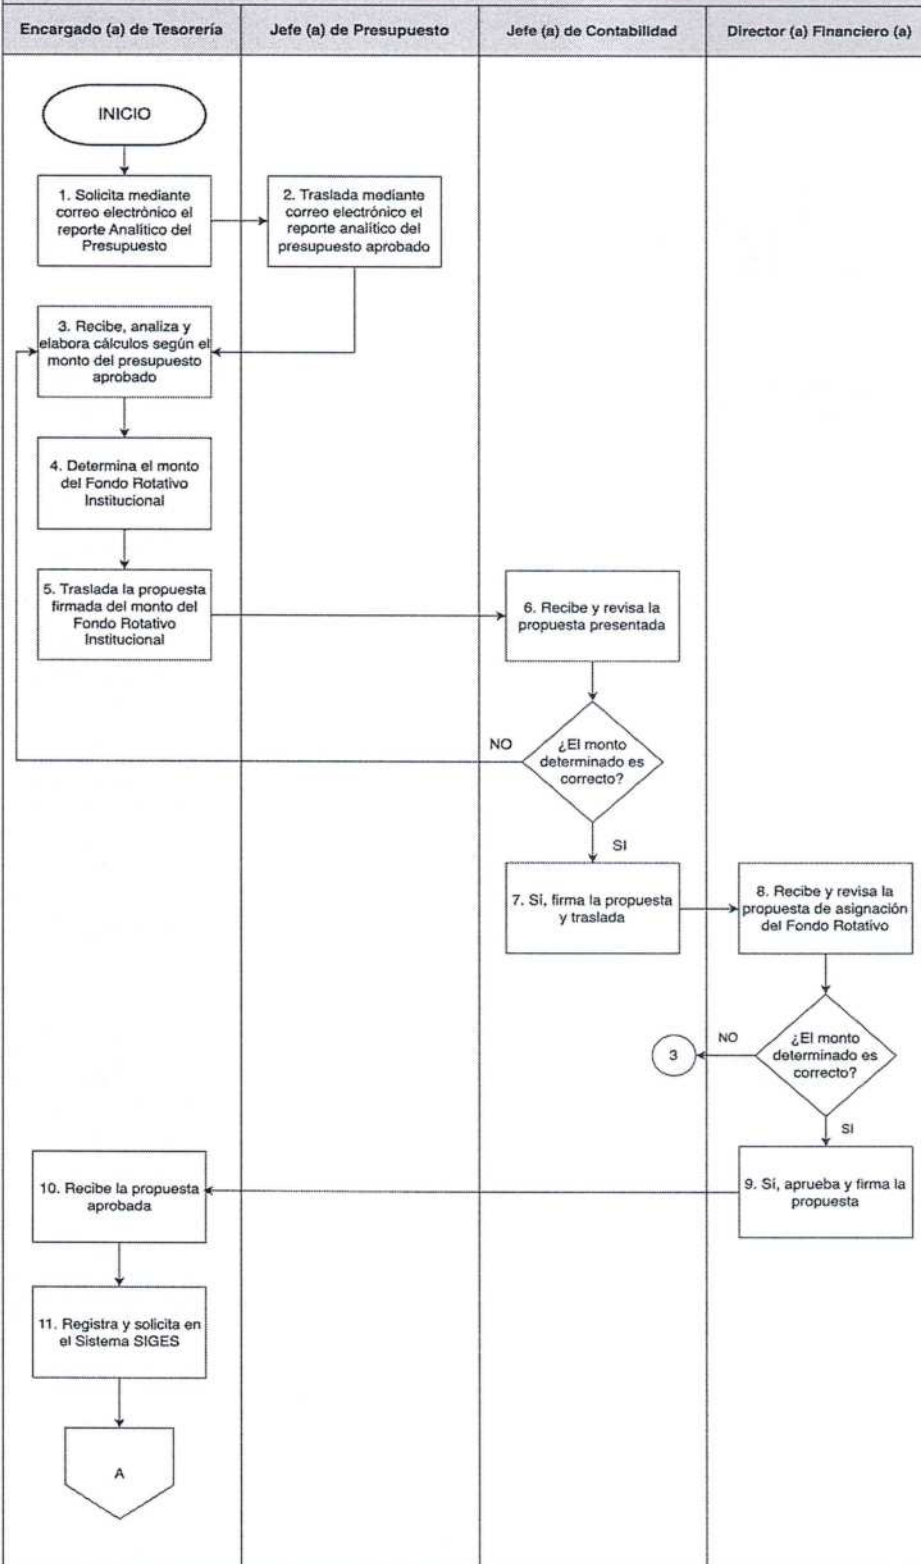 Encargado (a) de Tesorería
Jefe (a) de Presupuesto
Jefe (a) de Contabilidad
Director (a) Financiero (a)
INICIO
1. Solicita mediante
correo electrónico el
reporte Analítico del
Presupuesto
2. Traslada mediante
correo electrónico el
reporte analítico del
presupuesto aprobado
3. Recibe, analiza y
elabora cálculos según el
monto del presupuesto
aprobado
4. Determina el monto
del Fondo Rotativo
Institucional
5. Traslada la propuesta
firmada del monto del
Fondo Rotativo
Institucional
6. Recibe y revisa la
propuesta presentada
NO
¿El monto
determinado es
correcto?
SI
7. Sí, firma la propuesta
y traslada
8. Recibe y revisa la
propuesta de asignación
del Fondo Rotativo
3
NO
¿El monto
determinado es
correcto?
SI
9. Sí, aprueba y firma la
propuesta
10. Recibe la propuesta
aprobada
11. Registra y solicita en
el Sistema SIGES
A